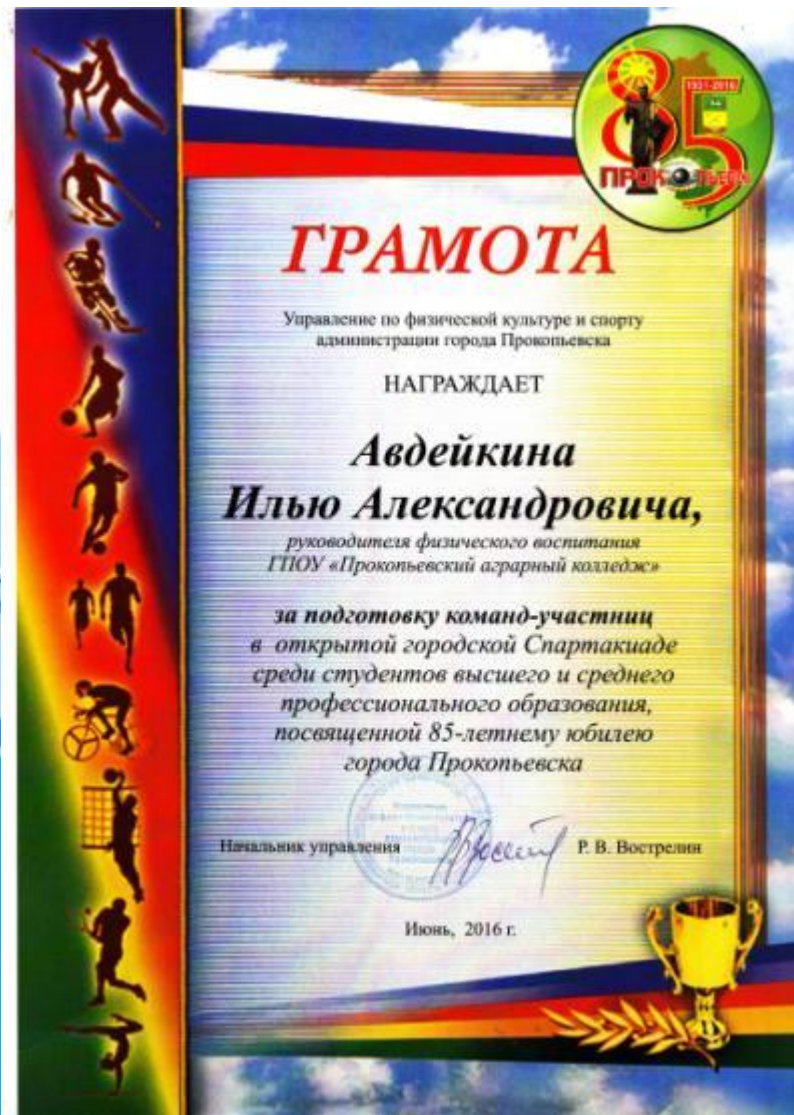 1931-2016
85
ПРОКОПЬЕВСК
ГРАМОТА
Управление по физической культуре и спорту
администрации города Прокопьевска
НАГРАЖДАЕТ
Авдейкина
Илью Александровича,
руководителя физического воспитания
ГПОУ «Прокопьевский аграрный колледж»
за подготовку команд-участниц
в открытой городской Спартакиаде
среди студентов высшего и среднего
профессионального образования,
посвященной 85-летнему юбилею
города Прокопьевска
Начальник управления Р. В. Вострелин
Июнь, 2016 г.
1